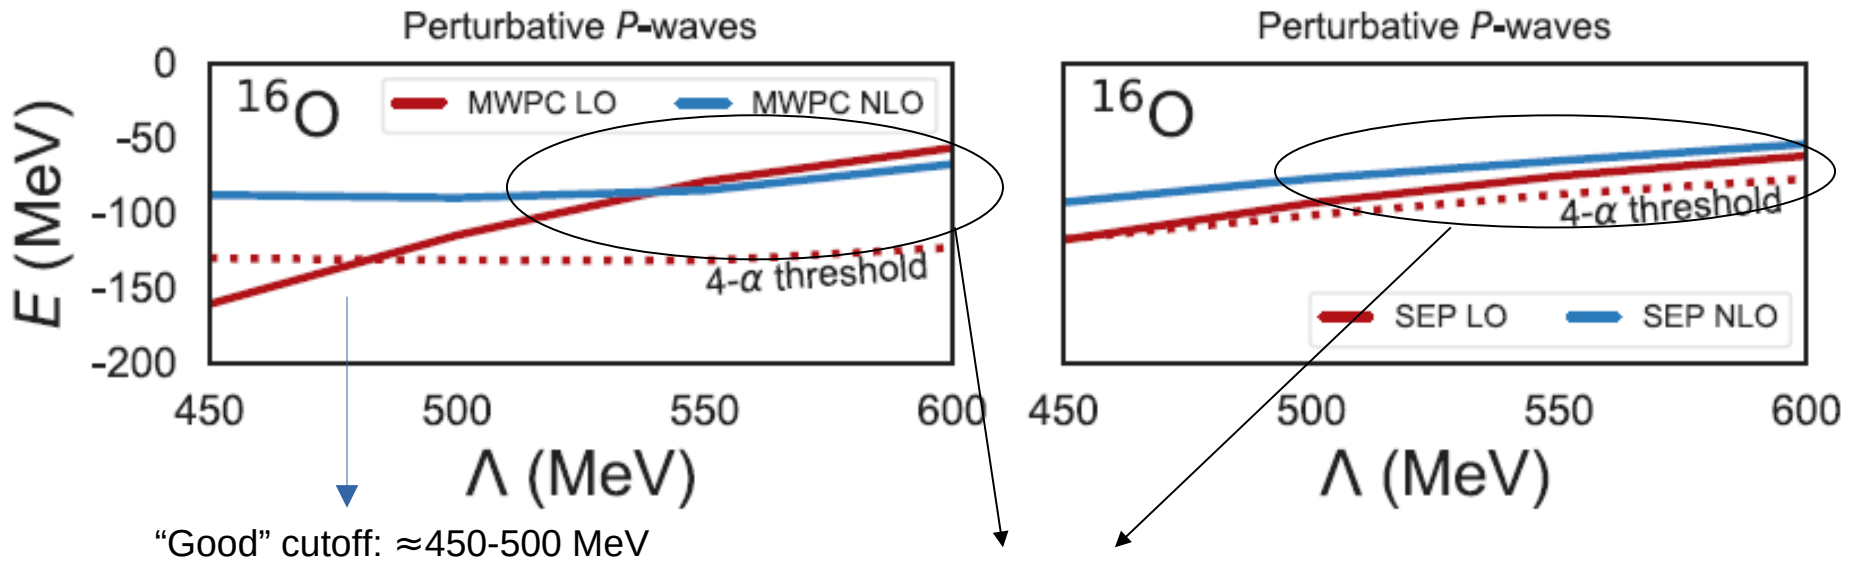 Perturbative P-waves
0
-50
-100
-150
-200
E (MeV)
¹⁶O
MWPC LO
MWPC NLO
4-α threshold
450 500 550 600
Λ (MeV)
"Good" cutoff: ≈450-500 MeV
Perturbative P-waves
¹⁶O
4-α threshold
SEP LO
SEP NLO
450 500 550 600
Λ (MeV)